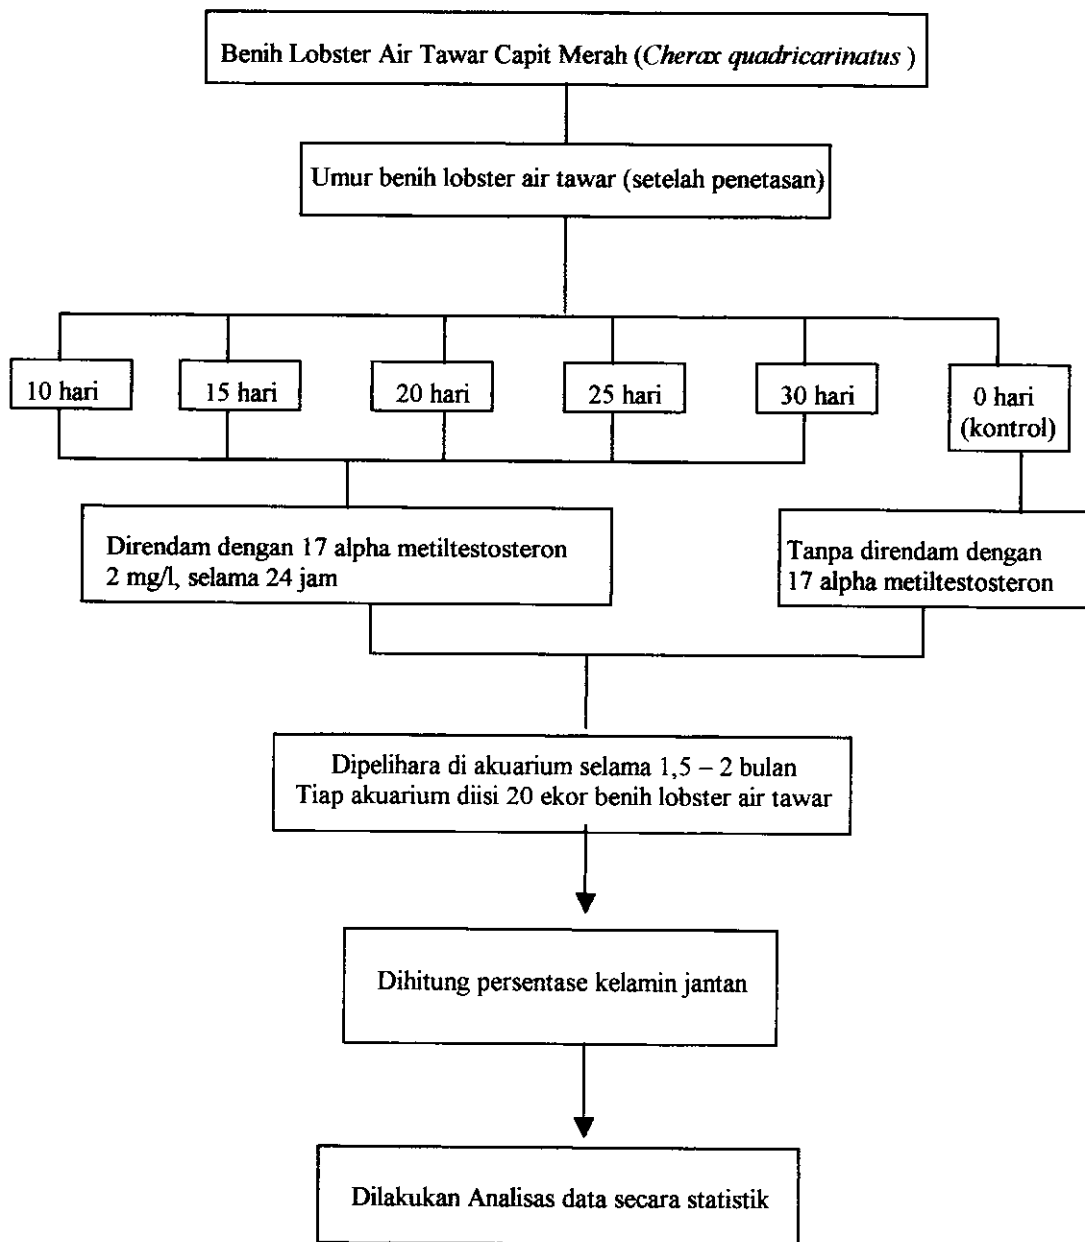 Benih Lobster Air Tawar Capit Merah (Cherax quadricarinatus )
Umur benih lobster air tawar (setelah penetasan)
10 hari
15 hari
20 hari
25 hari
30 hari
0 hari
(kontrol)
Direndam dengan 17 alpha metiltestosteron
2 mg/l, selama 24 jam
Tanpa direndam dengan
17 alpha metiltestosteron
Dipelihara di akuarium selama 1,5 – 2 bulan
Tiap akuarium diisi 20 ekor benih lobster air tawar
Dihitung persentase kelamin jantan
Dilakukan Analisas data secara statistik